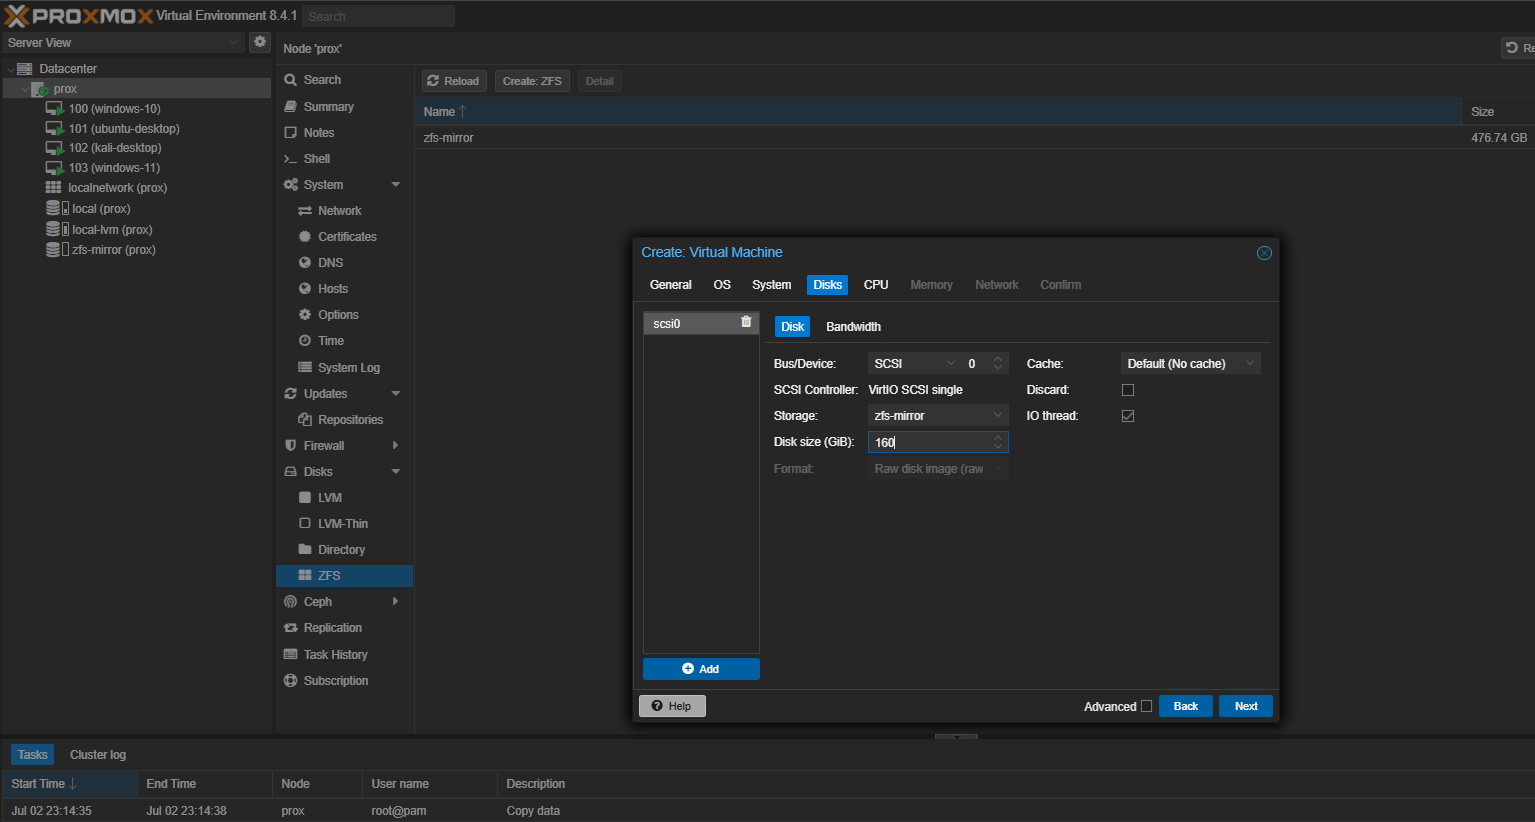 PROXMOX Virtual Environment 8.4.1 Search
Server View
Datacenter
prox
100 (windows-10)
101 (ubuntu-desktop)
102 (kali-desktop)
103 (windows-11)
localnetwork (prox)
local (prox)
local-lvm (prox)
zfs-mirror (prox)
Node 'prox'
Re
Search
Summary
Notes
Shell
System
Network
Certificates
DNS
Hosts
Options
Time
System Log
Updates
Repositories
Firewall
Disks
LVM
LVM-Thin
Directory
ZFS
Ceph
Replication
Task History
Subscription
Reload Create: ZFS Detail
Name Size
zfs-mirror 476.74 GB
Create: Virtual Machine
General OS System Disks CPU Memory Network Confirm
scsi0
Add
Disk Bandwidth
Bus/Device: SCSI 0 Cache: Default (No cache)
SCSI Controller: VirtIO SCSI single Discard:
Storage: zfs-mirror IO thread:
Disk size (GiB): 160
Format: Raw disk image (raw
Help Advanced Back Next
Tasks Cluster log
Start Time End Time Node User name Description
Jul 02 23:14:35 Jul 02 23:14:38 prox root@pam Copy data